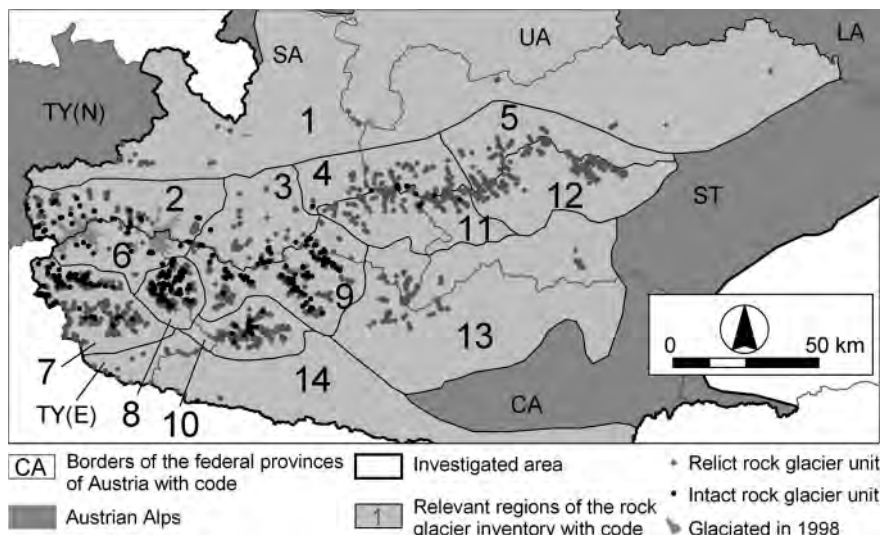 SA
UA
LA
TY(N)
1
5
4
3
2
12
ST
11
6
9
0 50 km
13
7
14
TY(E)
8
10
CA
CA Borders of the federal provinces of Austria with code
Investigated area
Relict rock glacier unit
Intact rock glacier unit
Austrian Alps
1 Relevant regions of the rock glacier inventory with code
Glaciated in 1998